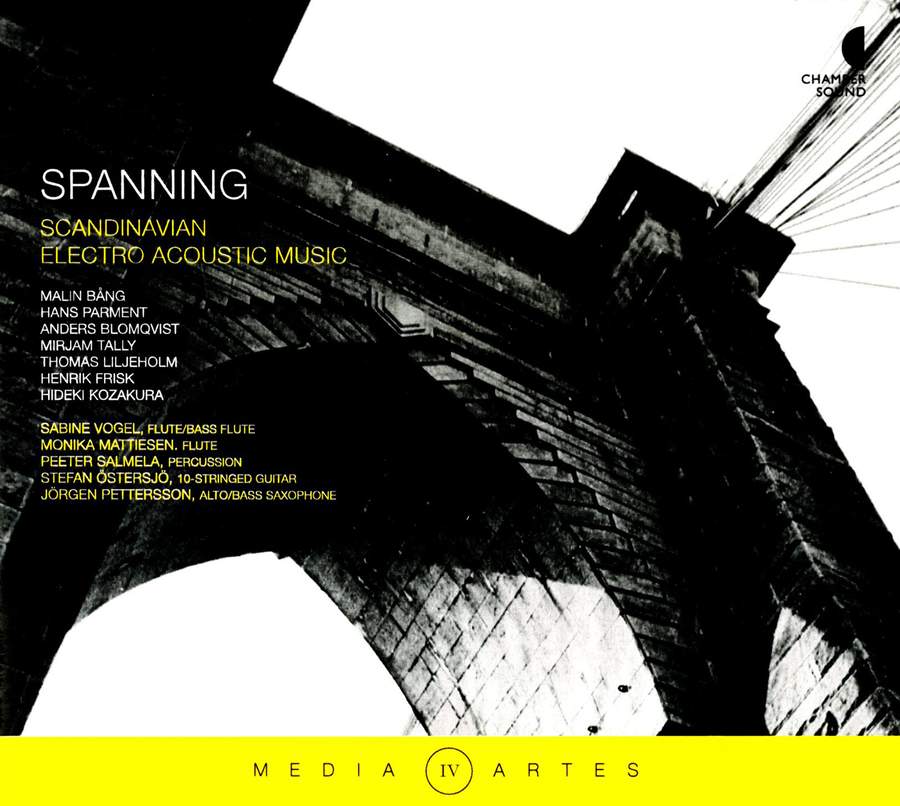 CHAMBER
SOUND
SPANNING
SCANDINAVIAN
ELECTRO ACOUSTIC MUSIC
MALIN BÅNG
HANS PARMENT
ANDERS BLOMQVIST
MIRJAM TALLY
THOMAS LILJEHOLM
HENRIK FRISK
HIDEKI KOZAKURA
SABINE VOGEL, FLUTE/BASS FLUTE
MONIKA MATTIESEN. FLUTE
PEETER SALMELA, PERCUSSION
STEFAN ÖSTERSJÖ, 10-STRINGED GUITAR
JÖRGEN PETTERSSON, ALTO/BASS SAXOPHONE
MEDIA IV ARTES